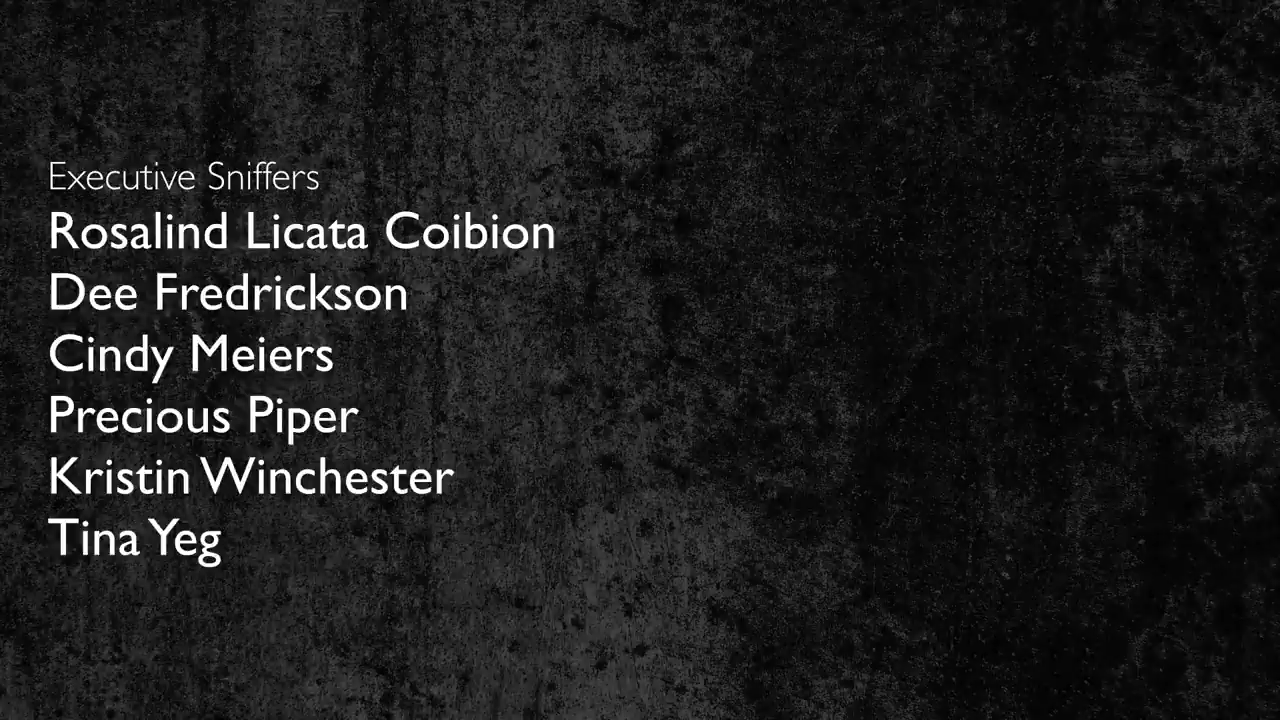 Executive Sniffers
Rosalind Licata Coibion
Dee Fredrickson
Cindy Meiers
Precious Piper
Kristin Winchester
Tina Yeg